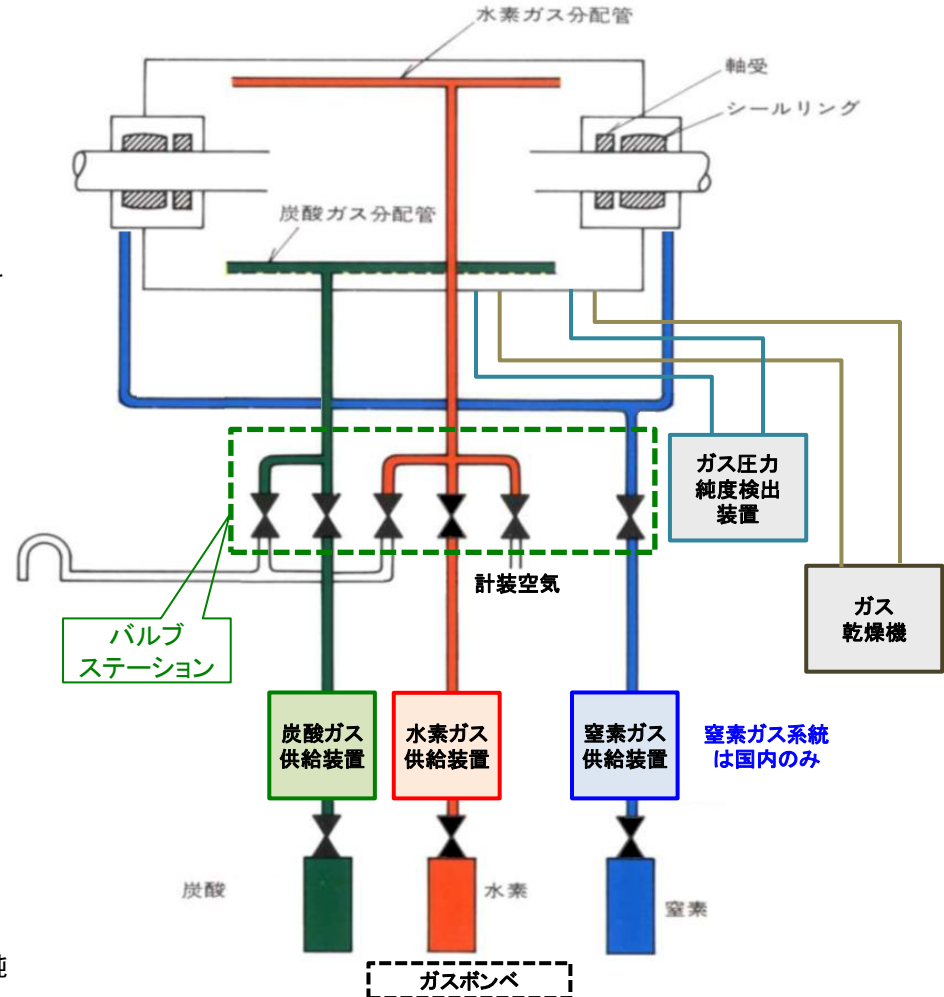 水素ガス分配管
軸受
シールリング
炭酸ガス分配管
ガス圧力
純度検出
装置
計装空気
ガス
乾燥機
バルブ
ステーション
炭酸ガス
供給装置
水素ガス
供給装置
窒素ガス
供給装置
窒素ガス系統
は国内のみ
炭酸
水素
窒素
ガスボンベ